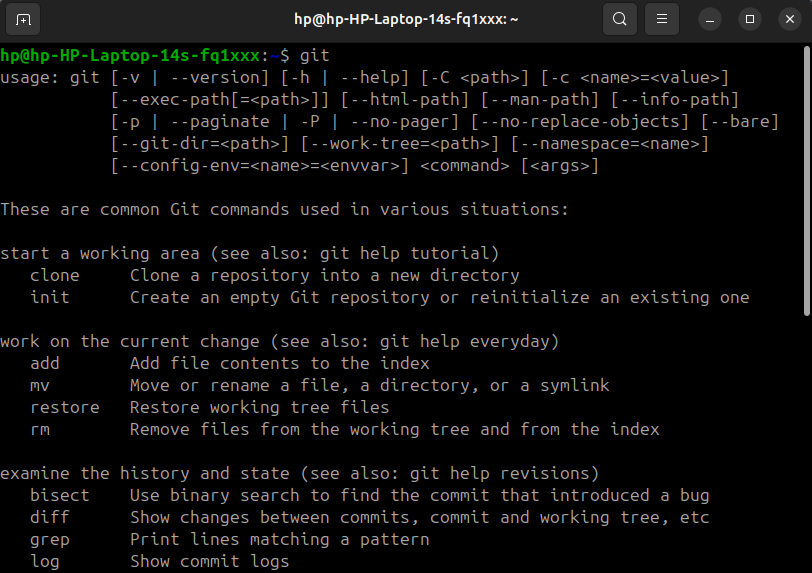 hp@hp-HP-Laptop-14s-fq1xxx: ~
hp@hp-HP-Laptop-14s-fq1xxx:~$ git
usage: git [-v | --version] [-h | --help] [-C <path>] [-c <name>=<value>]
           [--exec-path[=<path>]] [--html-path] [--man-path] [--info-path]
           [-p | --paginate | -P | --no-pager] [--no-replace-objects] [--bare]
           [--git-dir=<path>] [--work-tree=<path>] [--namespace=<name>]
           [--config-env=<name>=<envvar>] <command> [<args>]

These are common Git commands used in various situations:

start a working area (see also: git help tutorial)
   clone     Clone a repository into a new directory
   init      Create an empty Git repository or reinitialize an existing one

work on the current change (see also: git help everyday)
   add       Add file contents to the index
   mv        Move or rename a file, a directory, or a symlink
   restore   Restore working tree files
   rm        Remove files from the working tree and from the index

examine the history and state (see also: git help revisions)
   bisect    Use binary search to find the commit that introduced a bug
   diff      Show changes between commits, commit and working tree, etc
   grep      Print lines matching a pattern
   log       Show commit logs